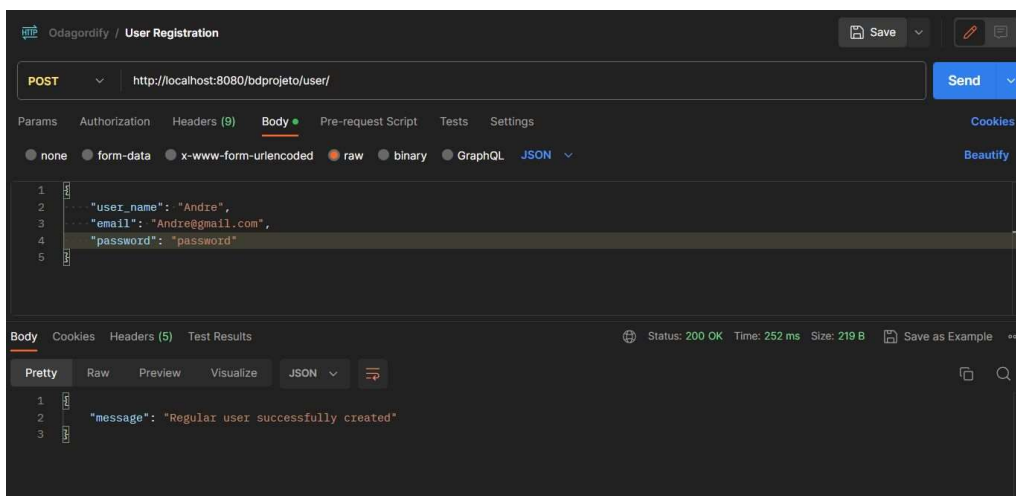 HTTP Odagordify / User Registration Save
POST http://localhost:8080/bdprojeto/user/ Send
Params Authorization Headers (9) Body Pre-request Script Tests Settings Cookies
none form-data x-www-form-urlencoded raw binary GraphQL JSON Beautify
1 {
2 "user_name": "Andre",
3 "email": "Andre@gmail.com",
4 "password": "password"
5 }
Body Cookies Headers (5) Test Results Status: 200 OK Time: 252 ms Size: 219 B Save as Example
Pretty Raw Preview Visualize JSON
1 {
2 "message": "Regular user successfully created"
3 }